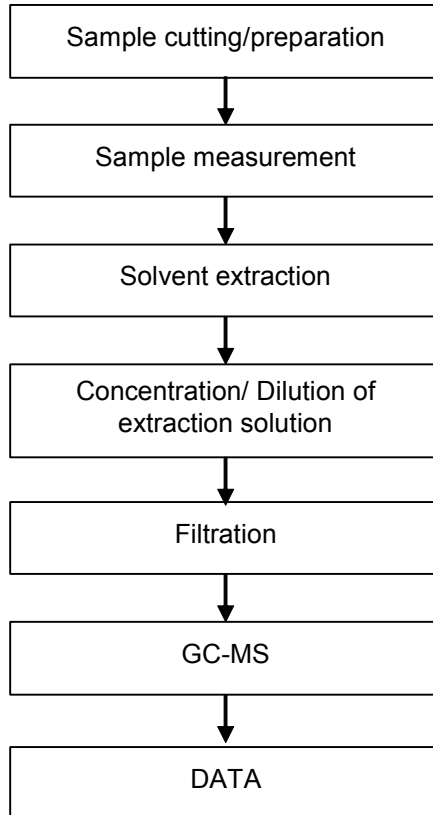 Sample cutting/preparation
Sample measurement
Solvent extraction
Concentration/ Dilution of
extraction solution
Filtration
GC-MS
DATA